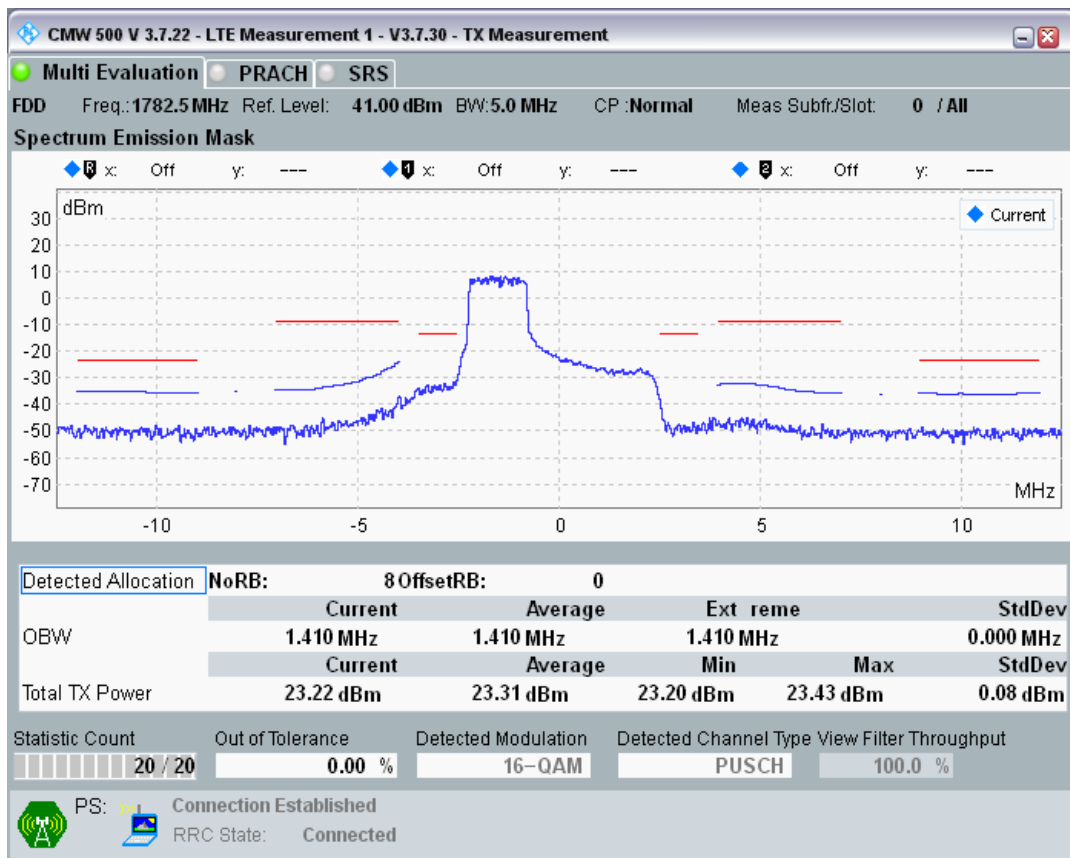 CMW 500 V 3.7.22 - LTE Measurement 1 - V3.7.30 - TX Measurement
Multi Evaluation PRACH SRS
FDD Freq.: 1782.5 MHz Ref. Level: 41.00 dBm BW: 5.0 MHz CP : Normal Meas Subfr./Slot: 0 / All
Spectrum Emission Mask
R x: Off y: --- 1 x: Off y: --- 2 x: Off y: ---
dBm
Current
30
20
10
0
-10
-20
-30
-40
-50
-60
-70
MHz
-10 -5 0 5 10
Detected Allocation NoRB: 8 OffsetRB: 0
Current Average Ext reme StdDev
OBW 1.410 MHz 1.410 MHz 1.410 MHz 0.000 MHz
Current Average Min Max StdDev
Total TX Power 23.22 dBm 23.31 dBm 23.20 dBm 23.43 dBm 0.08 dBm
Statistic Count Out of Tolerance Detected Modulation Detected Channel Type View Filter Throughput
20 / 20 0.00 % 16-QAM PUSCH 100.0 %
PS: Connection Established
RRC State: Connected